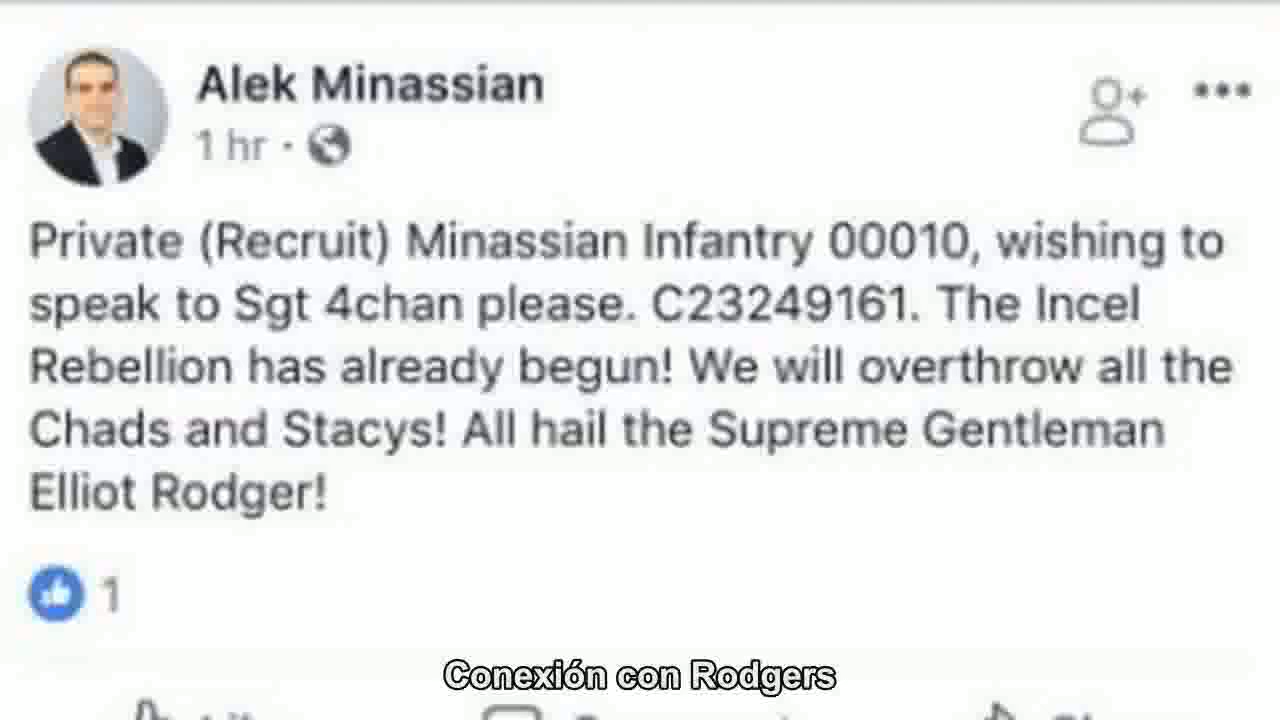 Alek Minassian
1 hr ·
Private (Recruit) Minassian Infantry 00010, wishing to
speak to Sgt 4chan please. C23249161. The Incel
Rebellion has already begun! We will overthrow all the
Chads and Stacys! All hail the Supreme Gentleman
Elliot Rodger!
1
Conexión con Rodgers